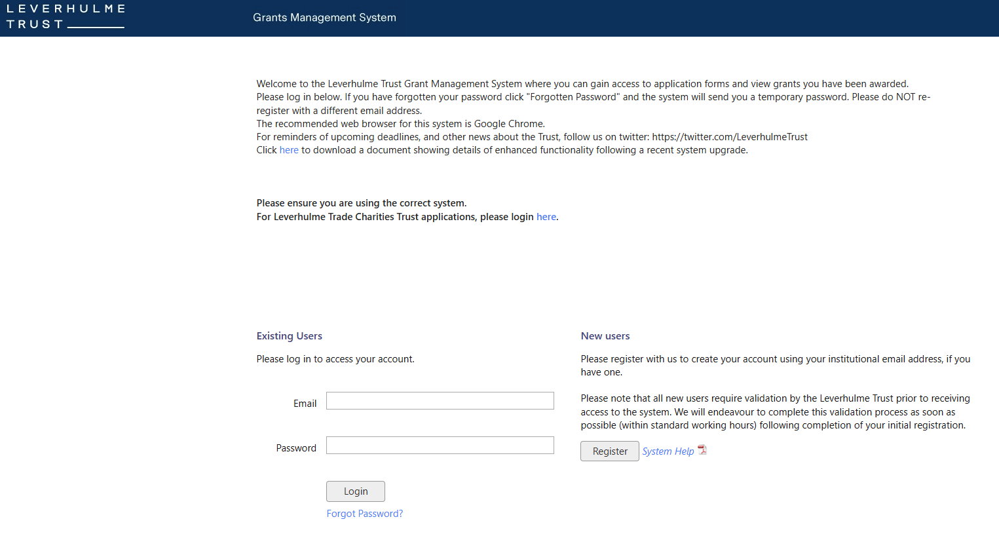 LEVERHULME
TRUST
Grants Management System
Welcome to the Leverhulme Trust Grant Management System where you can gain access to application forms and view grants you have been awarded.
Please log in below. If you have forgotten your password click "Forgotten Password" and the system will send you a temporary password. Please do NOT re-
register with a different email address.
The recommended web browser for this system is Google Chrome.
For reminders of upcoming deadlines, and other news about the Trust, follow us on twitter: https://twitter.com/LeverhulmeTrust
Click here to download a document showing details of enhanced functionality following a recent system upgrade.
Please ensure you are using the correct system.
For Leverhulme Trade Charities Trust applications, please login here.
Existing Users
Please log in to access your account.
Email
Password
Login
Forgot Password?
New users
Please register with us to create your account using your institutional email address, if you
have one.
Please note that all new users require validation by the Leverhulme Trust prior to receiving
access to the system. We will endeavour to complete this validation process as soon as
possible (within standard working hours) following completion of your initial registration.
Register System Help